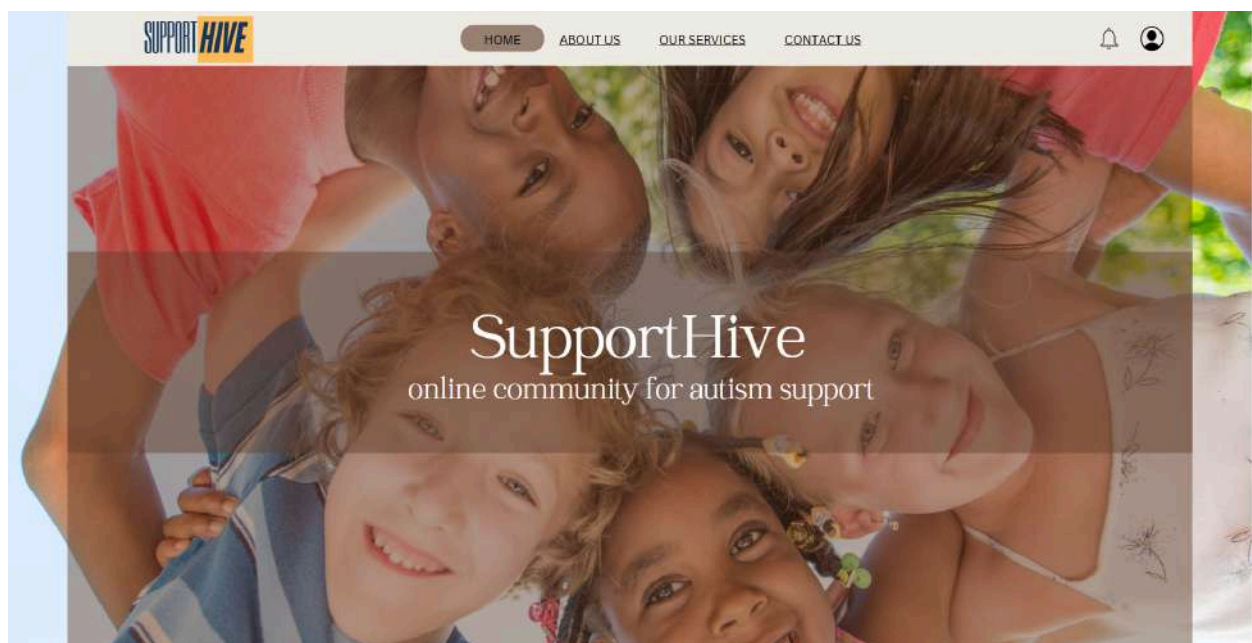 SUPPORT HIVE
HOME ABOUT US OUR SERVICES CONTACT US
SupportHive
online community for autism support